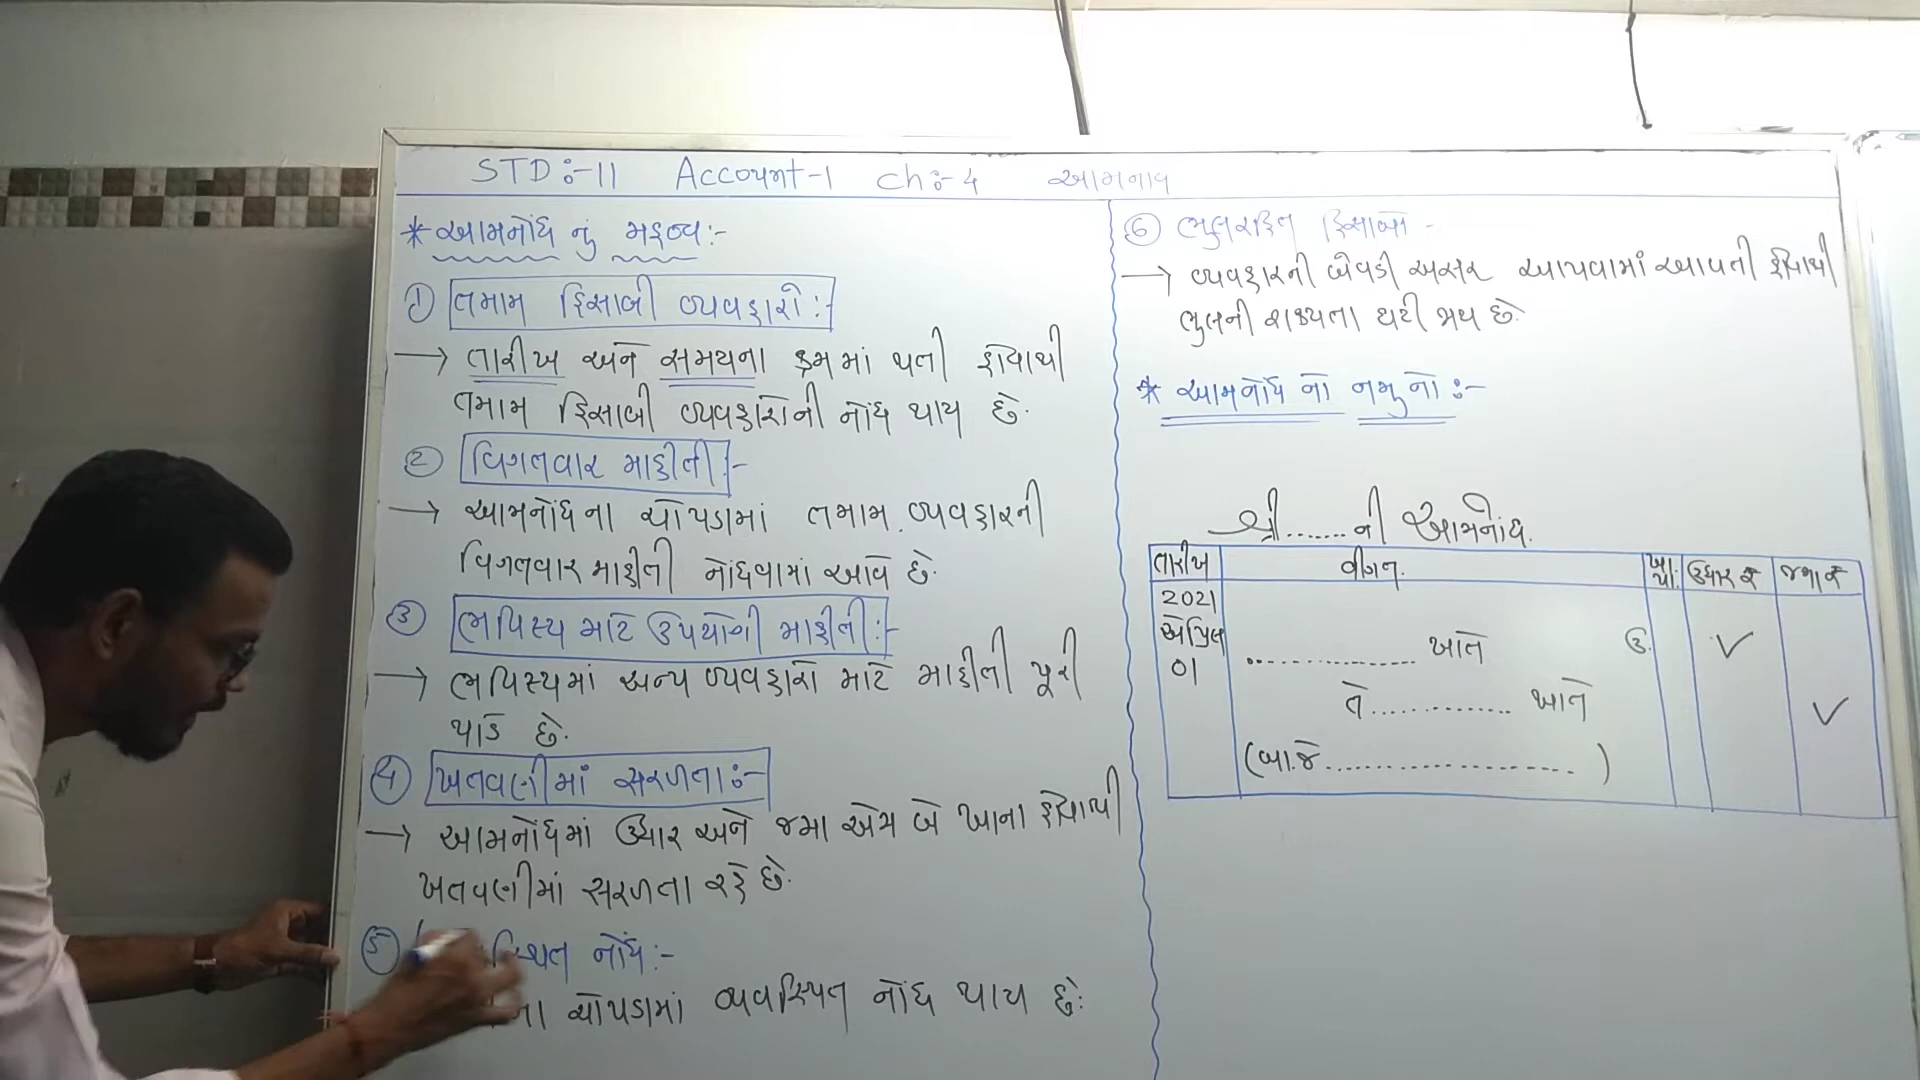 STD:-11 Account-1 Ch:-4 આમનોંધ
* આમનોંધ નું મહત્વ:-
① તમામ હિસાબી વ્યવહારો:-
→ તારીખ અને સમયના ક્રમમાં થતી હોવાથી
તમામ હિસાબી વ્યવહારોની નોંધ થાય છે.
② વિગતવાર માહીતી:-
→ આમનોંધના ચોપડામાં તમામ વ્યવહારની
વિગતવાર માહીતી નોંધવામાં આવે છે.
③ ભવિસ્ય માટે ઉપયોગી માહીતી:-
→ ભવિસ્યમાં અન્ય વ્યવહારો માટે માહીતી પૂરી
પાડે છે.
④ ખતવણીમાં સરળતા:-
→ આમનોંધમાં ઉધાર અને જમા એમ બે ખાના હોવાથી
ખતવણીમાં સરળતા રહે છે.
⑤ નોંધ:-
ના ચોપડામાં વ્યવસ્થિત નોંધ થાય છે.
⑥ ભુલરહિત હિસાબો -
→ વ્યવહારની બેવડી અસર આપવામાં આવતી હોવાથી
ભુલની શક્યતા ઘટી જાય છે.
* આમનોંધ નો નમુનો:-
શ્રી........ની આમનોંધ.
તારીખ વીગત. ખા.પા. ઉધાર ₹ જમા ₹
2021
એપ્રિલ
01 ................. ખાતે ઉ. ✓
તે.............. ખાતે ✓
(બા.જે.......................)